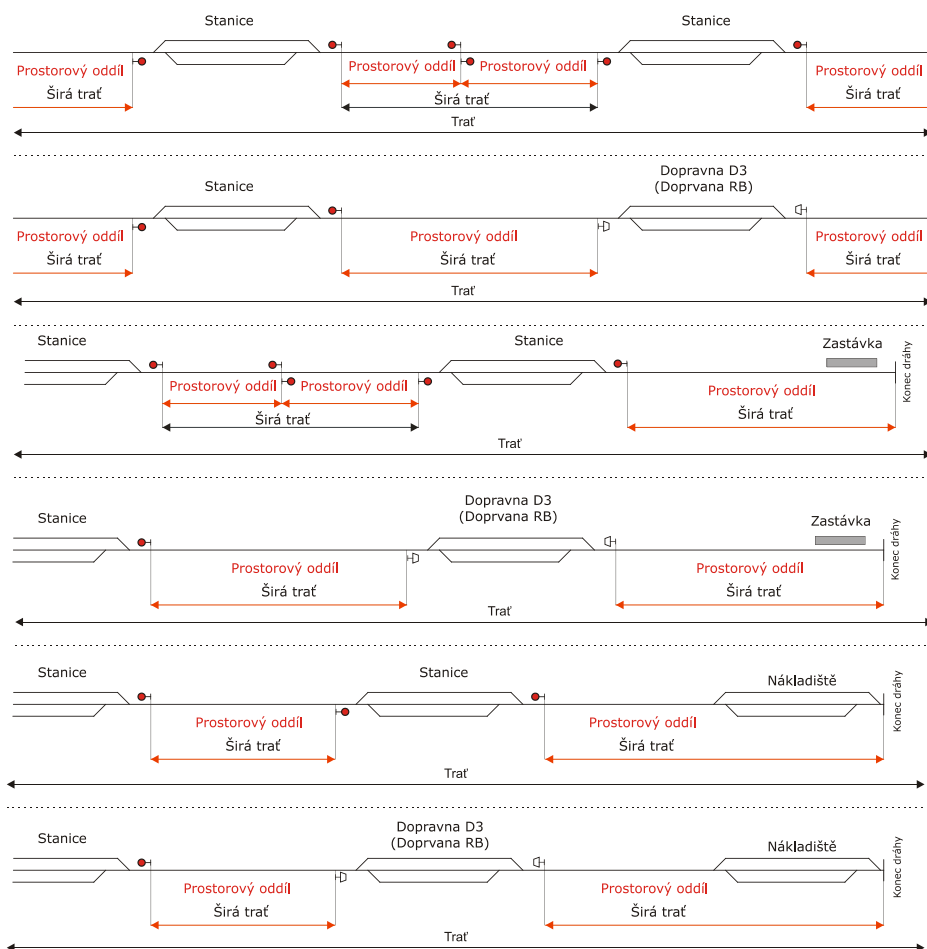 Stanice Stanice
Prostorový oddíl Prostorový oddíl Prostorový oddíl Prostorový oddíl
Širá trať Širá trať Širá trať
Trať
Dopravna D3
Stanice (Doprvana RB)
Prostorový oddíl Prostorový oddíl Prostorový oddíl
Širá trať Širá trať Širá trať
Trať
Stanice Stanice Zastávka
Konec dráhy
Prostorový oddíl Prostorový oddíl Prostorový oddíl
Širá trať Širá trať
Trať
Dopravna D3
Stanice (Doprvana RB) Zastávka
Konec dráhy
Prostorový oddíl Prostorový oddíl
Širá trať Širá trať
Trať
Stanice Stanice Nákladiště
Konec dráhy
Prostorový oddíl Prostorový oddíl
Širá trať Širá trať
Trať
Dopravna D3
Stanice (Doprvana RB) Nákladiště
Konec dráhy
Prostorový oddíl Prostorový oddíl
Širá trať Širá trať
Trať